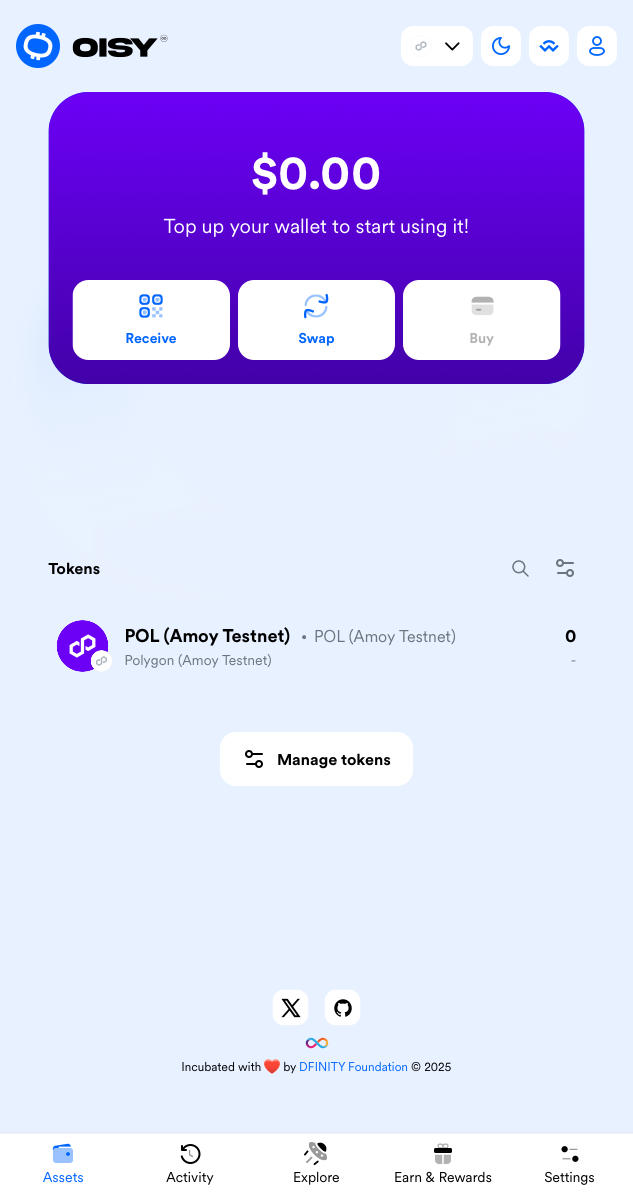 OISY
$0.00
Top up your wallet to start using it!
Receive
Swap
Buy
Tokens
POL (Amoy Testnet) • POL (Amoy Testnet)
0
Polygon (Amoy Testnet)
-
Manage tokens
Incubated with ❤️ by DFINITY Foundation © 2025
Assets
Activity
Explore
Earn & Rewards
Settings